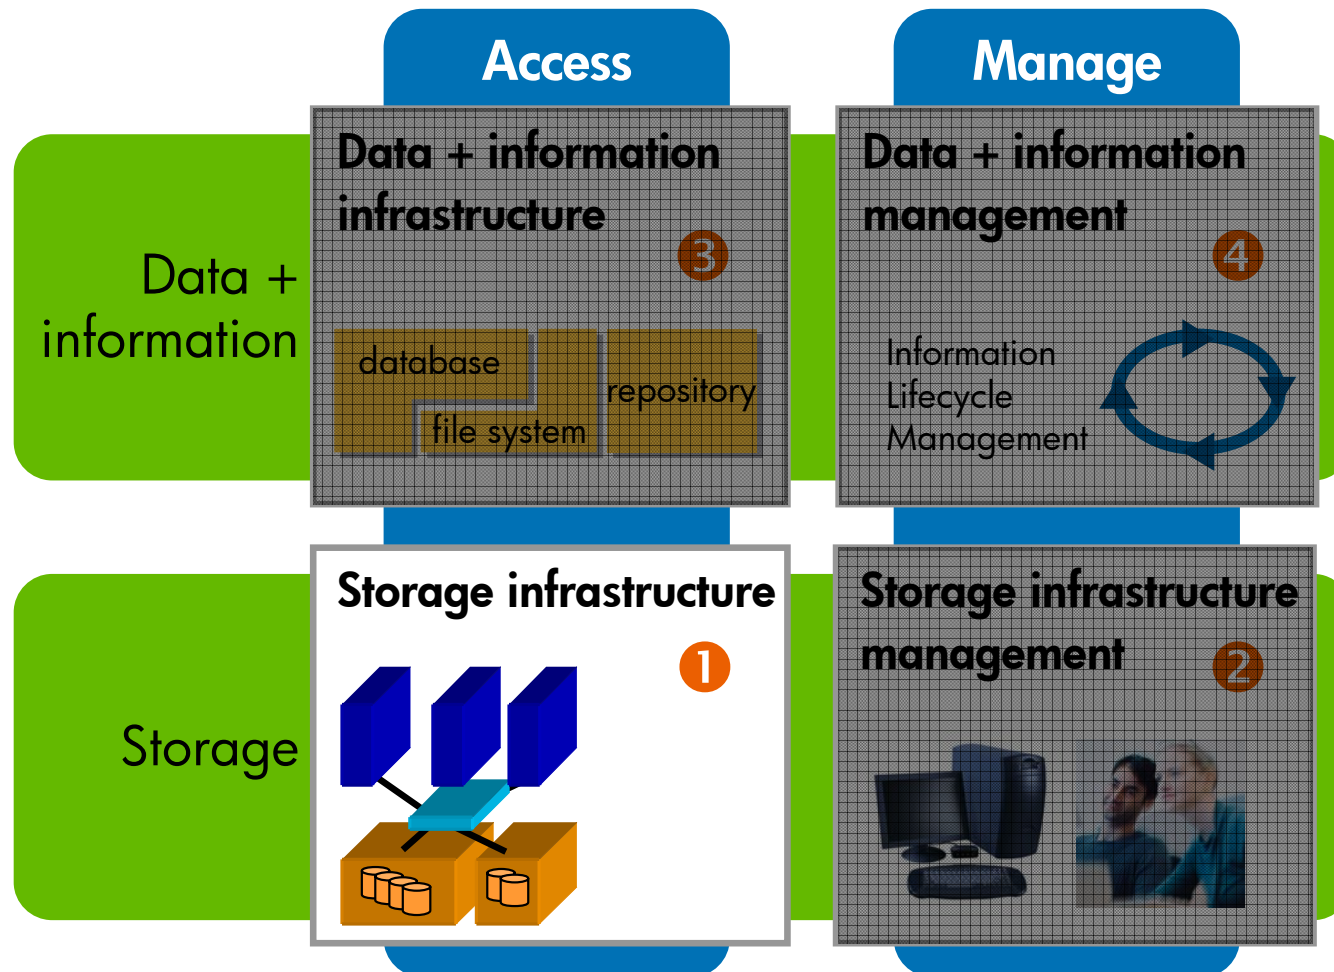 Access
Manage
Data + information
infrastructure
3
Data + information
management
4
Data +
information
database
file system
repository
Information
Lifecycle
Management
Storage infrastructure
1
Storage infrastructure
management
2
Storage